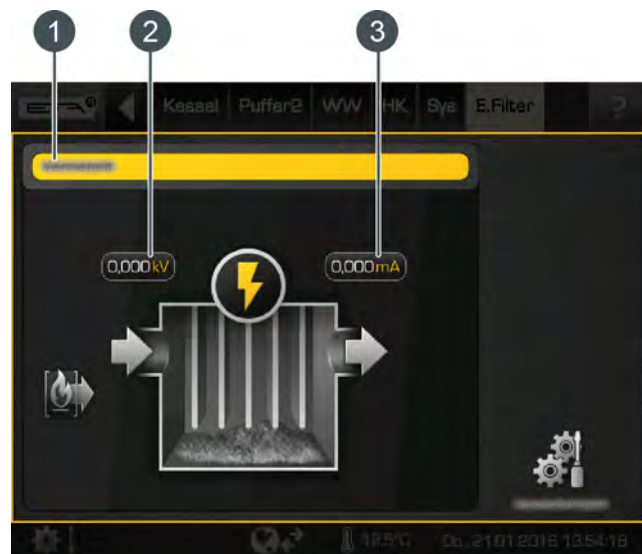 1 2 3
ETA Kessel Puffer2 WW HK Sys E.Filter ?
0,000 kV 0,000 mA
12,5°C Do. 21.01.2016 13:54:18